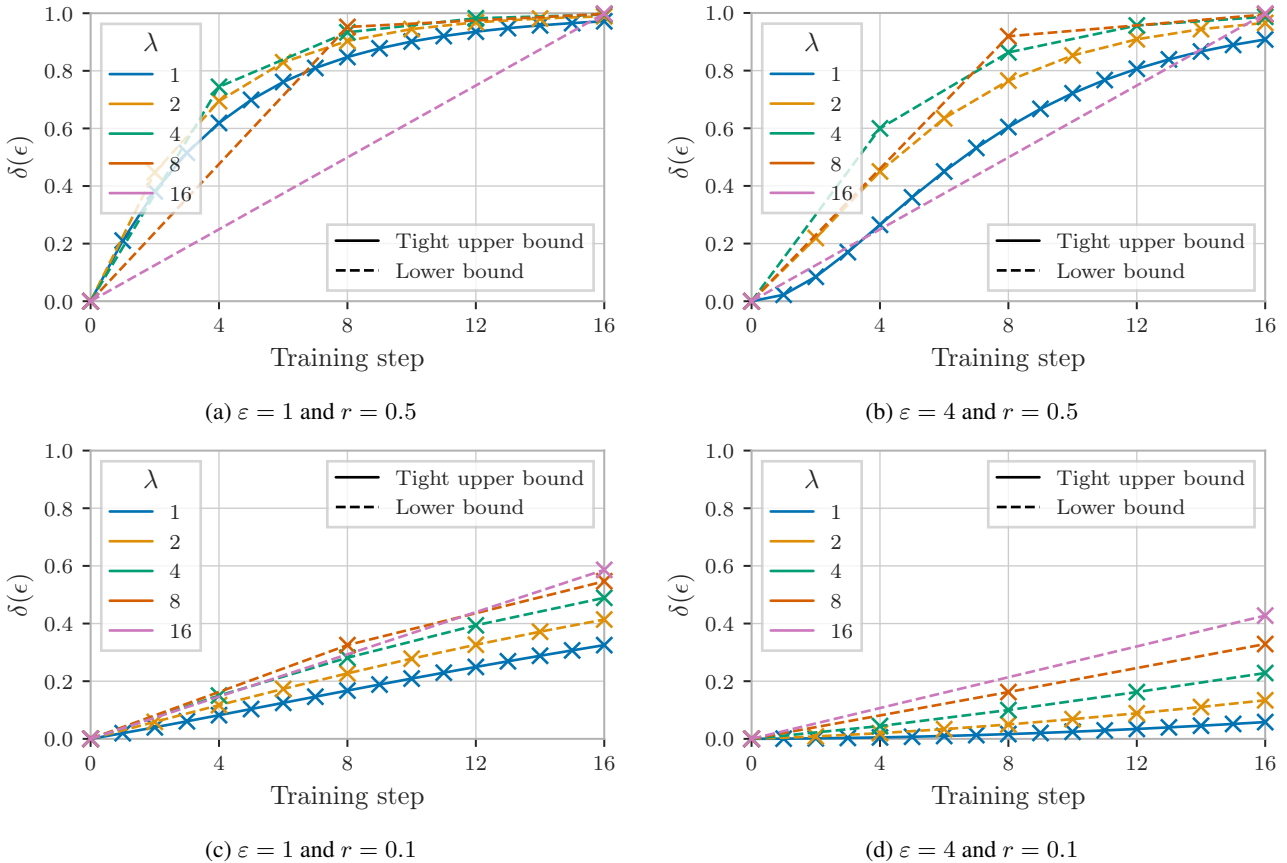 1.0
0.8
0.6
0.4
0.2
0.0
δ(ϵ)
λ
1
2
4
8
16
Tight upper bound
Lower bound
0 4 8 12 16
Training step
(a) ε = 1 and r = 0.5
1.0
0.8
0.6
0.4
0.2
0.0
δ(ϵ)
λ
1
2
4
8
16
Tight upper bound
Lower bound
0 4 8 12 16
Training step
(b) ε = 4 and r = 0.5
1.0
0.8
0.6
0.4
0.2
0.0
δ(ϵ)
λ
1
2
4
8
16
Tight upper bound
Lower bound
0 4 8 12 16
Training step
(c) ε = 1 and r = 0.1
1.0
0.8
0.6
0.4
0.2
0.0
δ(ϵ)
λ
1
2
4
8
16
Tight upper bound
Lower bound
0 4 8 12 16
Training step
(d) ε = 4 and r = 0.1